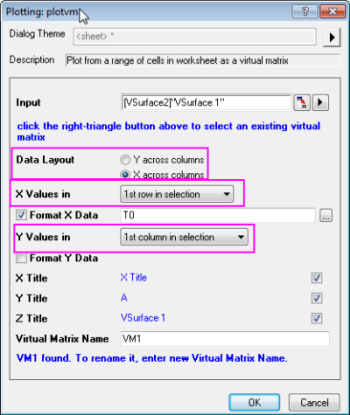 Plotting: plotvm
Dialog Theme <sheet> *
Description Plot from a range of cells in worksheet as a virtual matrix
Input [VSurface2]"VSurface 1"
click the right-triangle button above to select an existing virtual
matrix
Data Layout Y across columns
X across columns
X Values in 1st row in selection
Format X Data T0 ...
Y Values in 1st column in selection
Format Y Data
X Title X Title
Y Title A
Z Title VSurface 1
Virtual Matrix Name VM1
VM1 found. To rename it, enter new Virtual Matrix Name.
OK Cancel